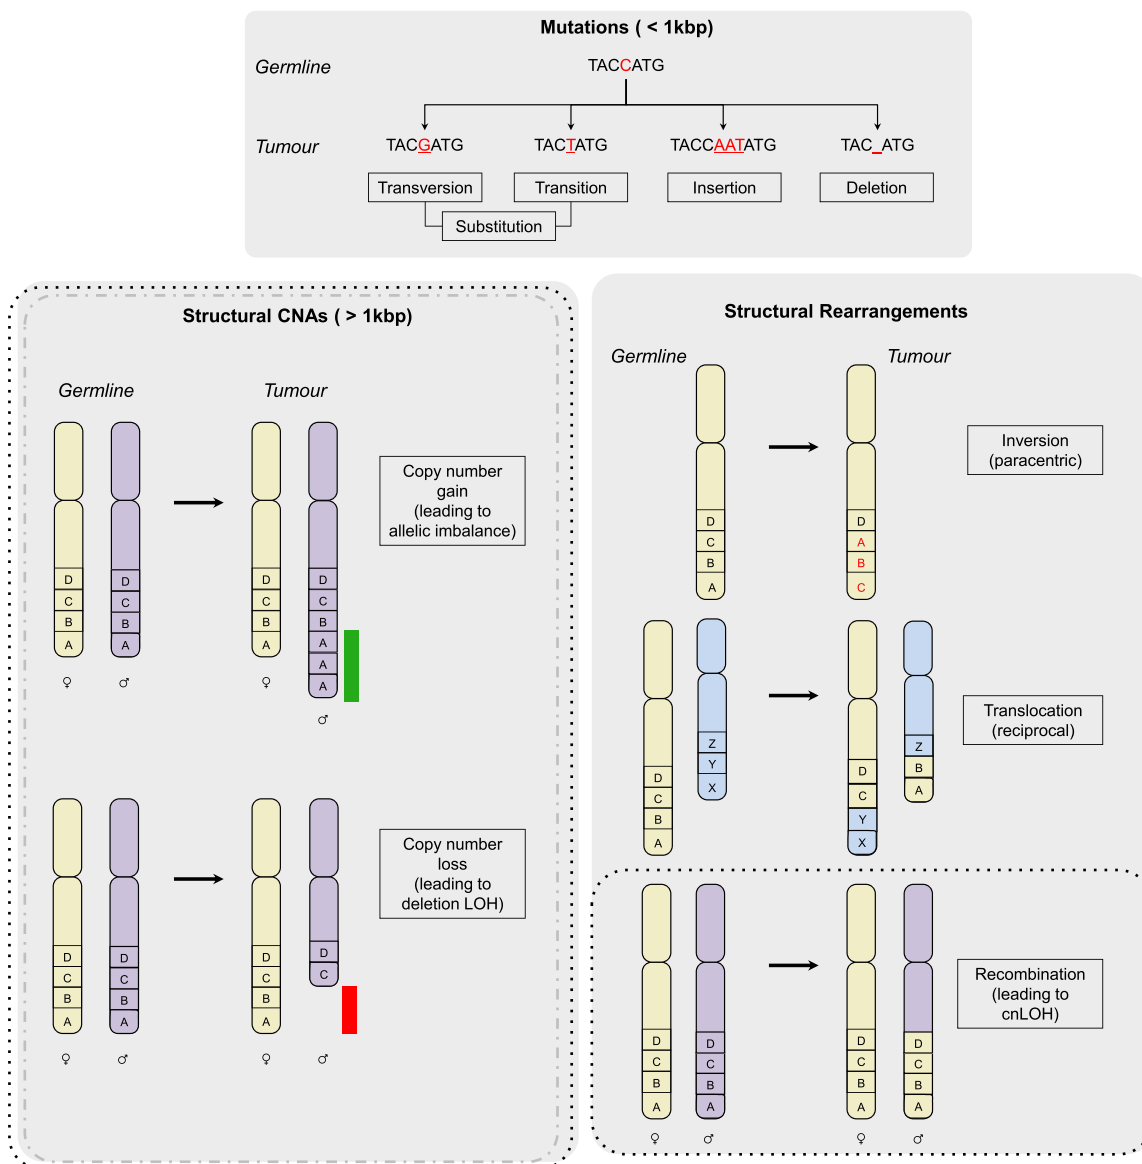 Mutations ( < 1kbp)
Germline
TACCATG
Tumour
TACGATG
TACTATG
TACCAATATG
TAC_ATG
Transversion
Transition
Insertion
Deletion
Substitution
Structural CNAs ( > 1kbp)
Germline
Tumour
D
C
B
A
♀
D
C
B
A
♂
D
C
B
A
♀
D
C
B
A
A
A
♂
Copy number
gain
(leading to
allelic imbalance)
D
C
B
A
♀
D
C
B
A
♂
D
C
B
A
♀
D
C
♂
Copy number
loss
(leading to
deletion LOH)
Structural Rearrangements
Germline
Tumour
D
C
B
A
D
A
B
C
Inversion
(paracentric)
D
C
B
A
Z
Y
X
D
C
Y
X
Z
B
A
Translocation
(reciprocal)
D
C
B
A
♀
D
C
B
A
♂
D
C
B
A
♀
D
C
B
A
♂
Recombination
(leading to
cnLOH)